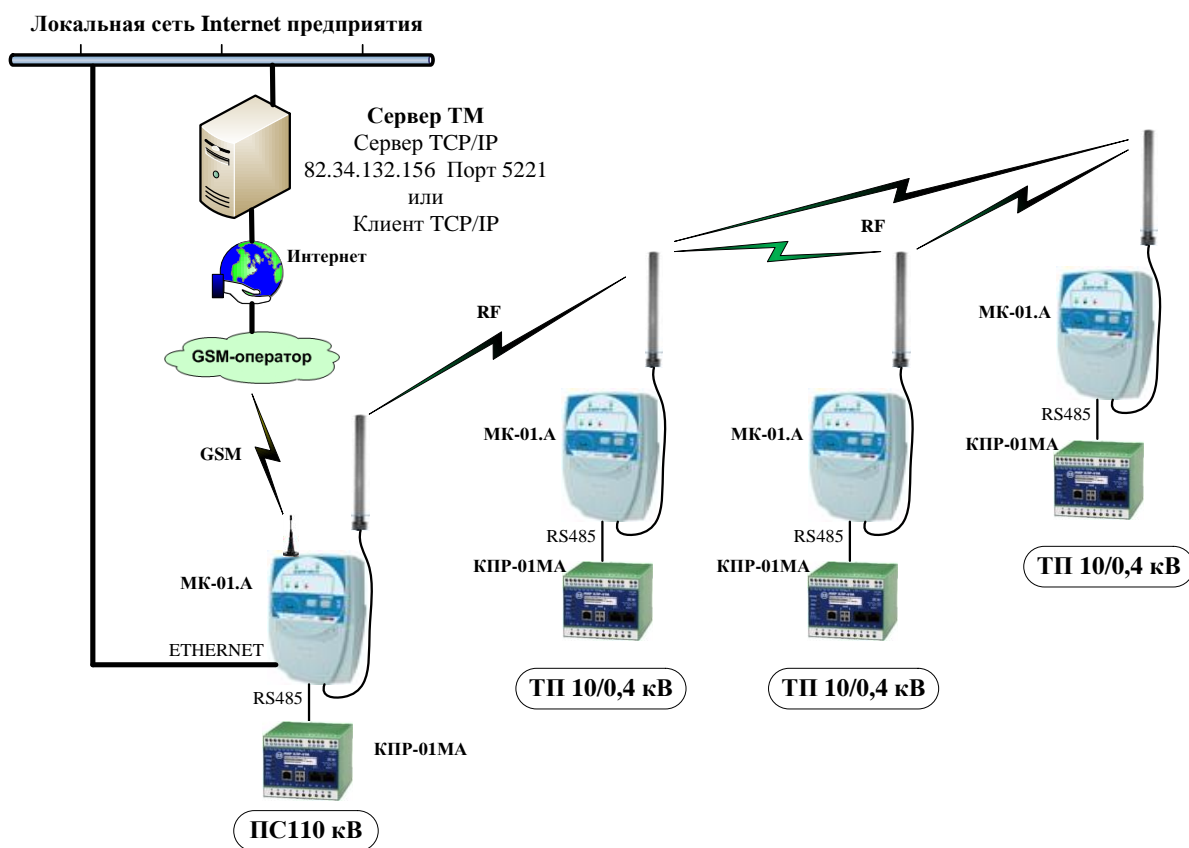 Локальная сеть Internet предприятия
Сервер ТМ
Сервер TCP/IP
82.34.132.156 Порт 5221
или
Клиент TCP/IP
Интернет
GSM-оператор
GSM
RF
RF
МК-01.А
МК-01.А
МК-01.А
МК-01.А
RS485
КПР-01МА
ТП 10/0,4 кВ
RS485
КПР-01МА
ТП 10/0,4 кВ
RS485
КПР-01МА
ТП 10/0,4 кВ
ETHERNET
RS485
КПР-01МА
ПС110 кВ